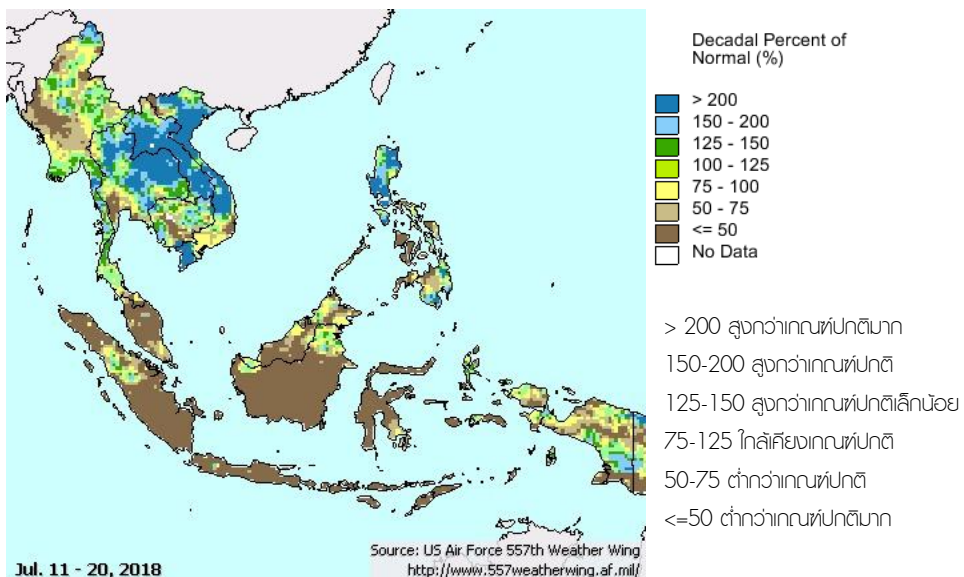 Decadal Percent of
Normal (%)
> 200
150 - 200
125 - 150
100 - 125
75 - 100
50 - 75
<= 50
No Data
> 200 สูงกว่าเกณฑ์ปกติมาก
150-200 สูงกว่าเกณฑ์ปกติ
125-150 สูงกว่าเกณฑ์ปกติเล็กน้อย
75-125 ใกล้เคียงเกณฑ์ปกติ
50-75 ต่ำกว่าเกณฑ์ปกติ
<=50 ต่ำกว่าเกณฑ์ปกติมาก
Source: US Air Force 557th Weather Wing
Jul. 11 - 20, 2018 http://www.557weatherwing.af.mil/